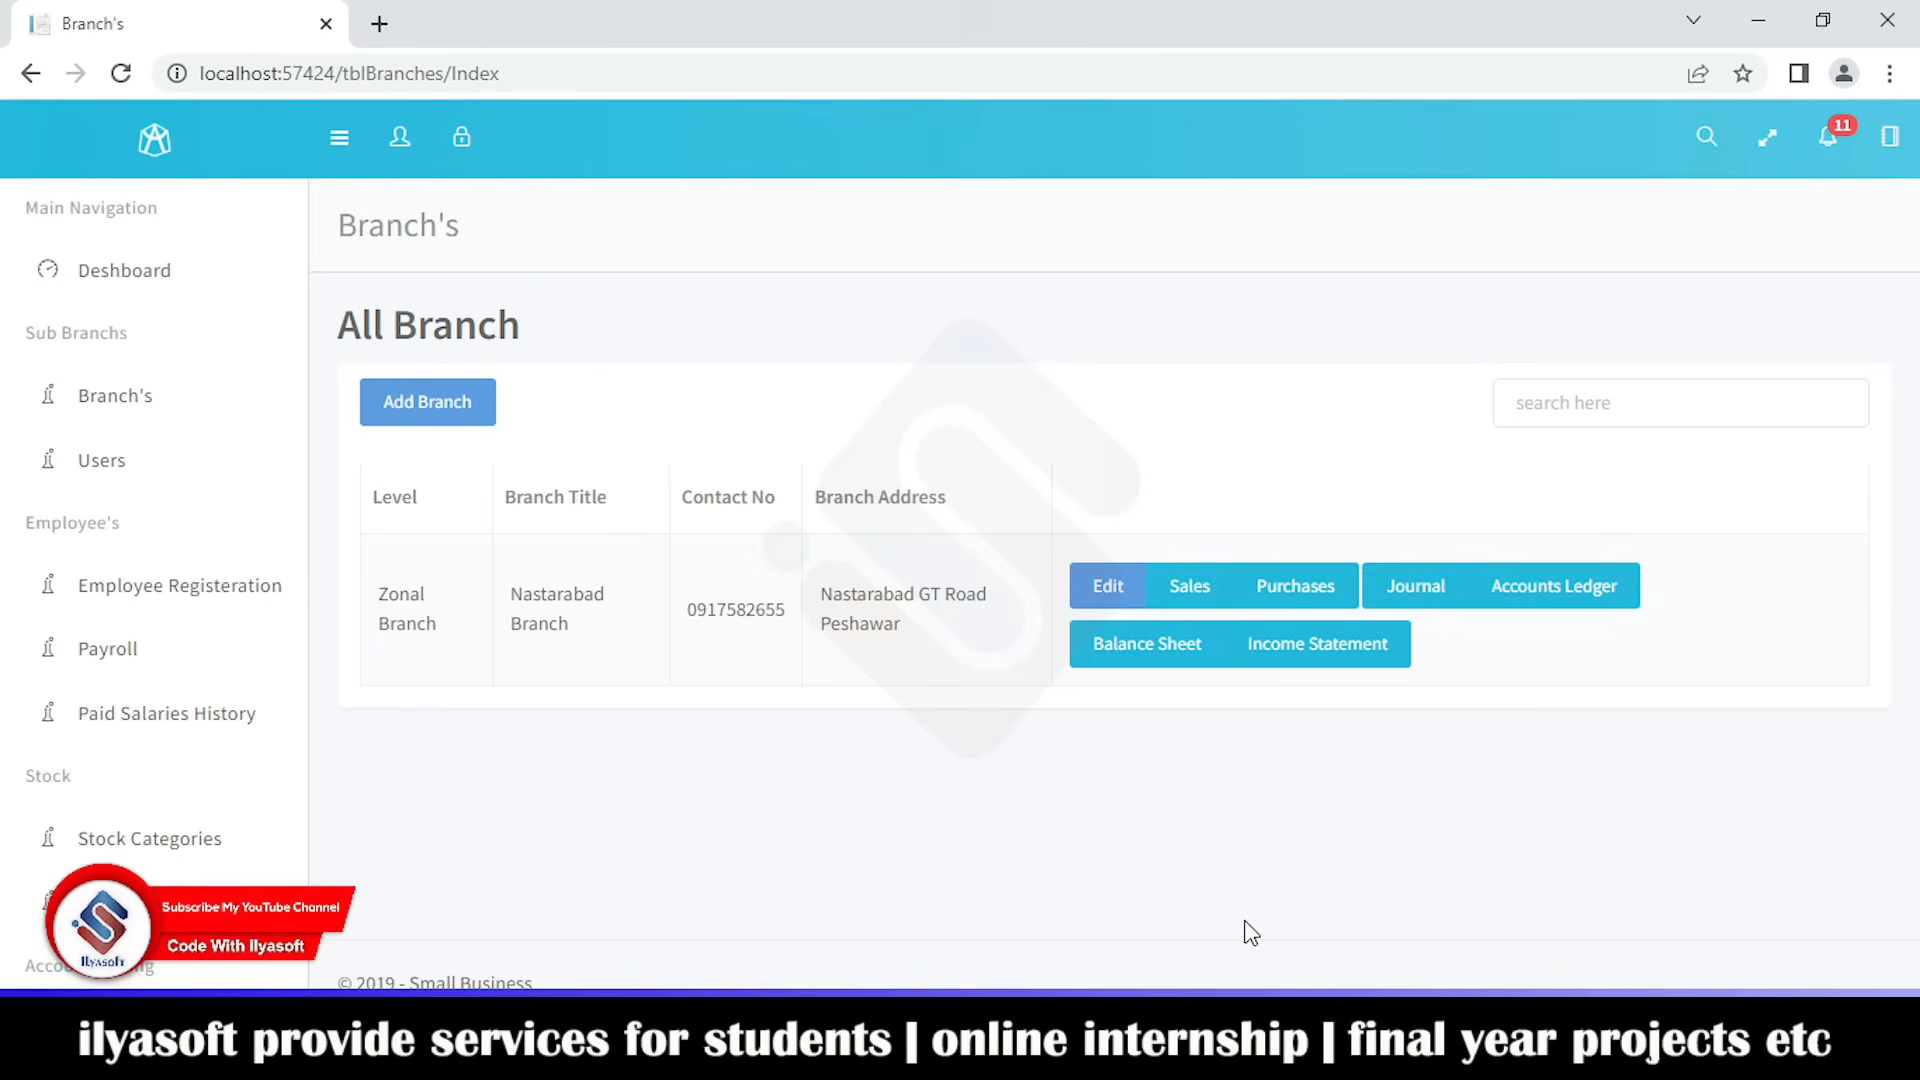 Branch's
localhost:57424/tblBranches/Index
11
Main Navigation
Deshboard
Sub Branchs
Branch's
Users
Employee's
Employee Registeration
Payroll
Paid Salaries History
Stock
Stock Categories
Branch's
All Branch
Add Branch
search here
Level
Branch Title
Contact No
Branch Address
Zonal
Branch
Nastarabad
Branch
0917582655
Nastarabad GT Road
Peshawar
Edit
Sales
Purchases
Journal
Accounts Ledger
Balance Sheet
Income Statement
Subscribe My YouTube Channel
Code With Ilyasoft
Ilyasoft
© 2019 - Small Business
ilyasoft provide services for students | online internship | final year projects etc